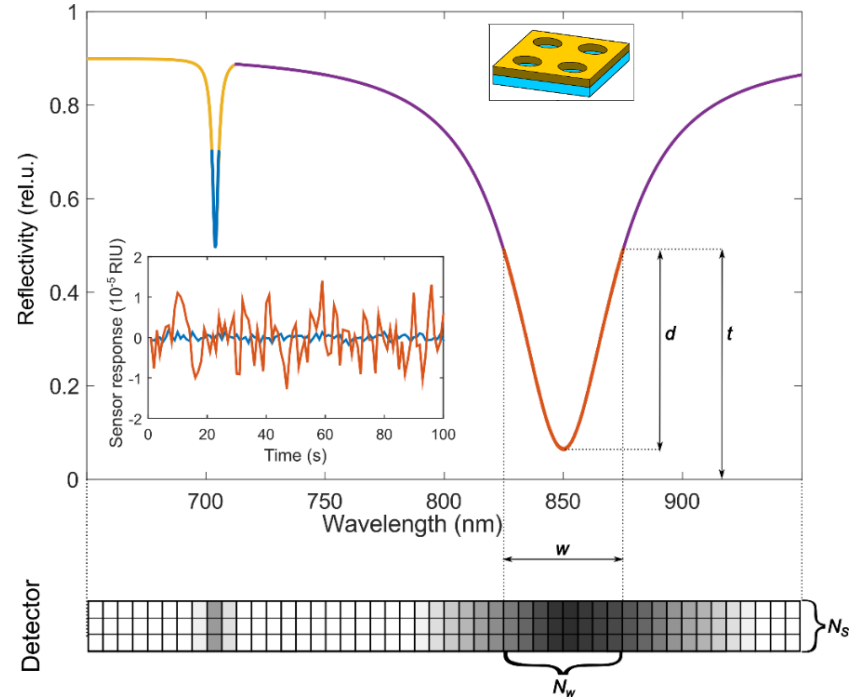 1
0.8
0.6
0.4
0.2
0
Reflectivity (rel.u.)
700
750
800
850
900
Wavelength (nm)
2
1
0
-1
-2
Sensor response (10⁻⁵ RIU)
0
20
40
60
80
100
Time (s)
d
t
w
Detector
N_S
N_w